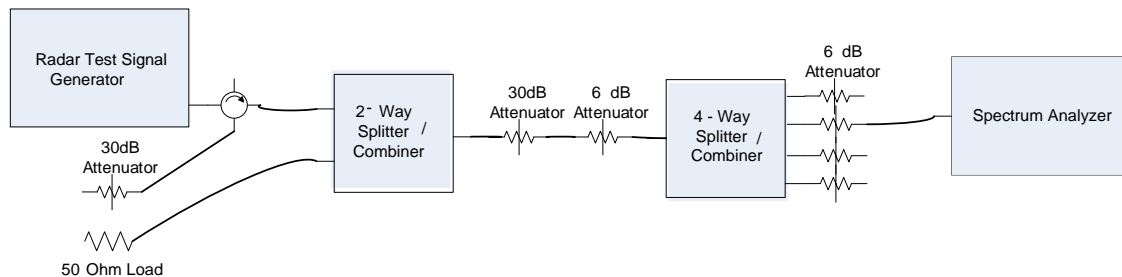 Radar Test Signal
Generator
30dB
Attenuator
50 Ohm Load
2- Way
Splitter /
Combiner
30dB
Attenuator
6 dB
Attenuator
4 - Way
Splitter /
Combiner
6 dB
Attenuator
Spectrum Analyzer